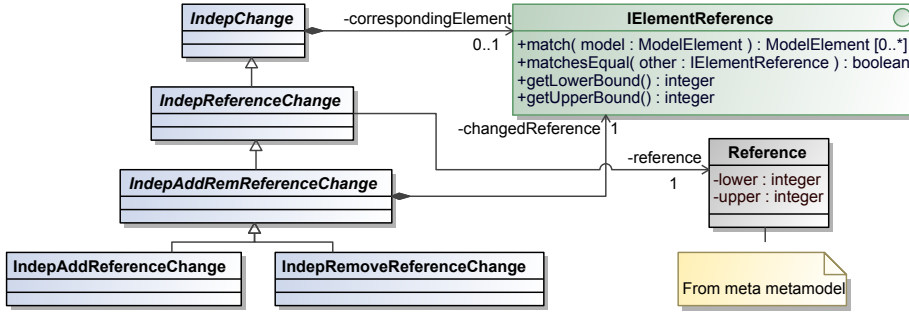 IndepChange
-correspondingElement
0..1
IElementReference
+match( model : ModelElement ) : ModelElement [0..*]
+matchesEqual( other : IElementReference ) : boolean
+getLowerBound() : integer
+getUpperBound() : integer
IndepReferenceChange
-changedReference
1
-reference
1
Reference
-lower : integer
-upper : integer
IndepAddRemReferenceChange
IndepAddReferenceChange
IndepRemoveReferenceChange
From meta metamodel